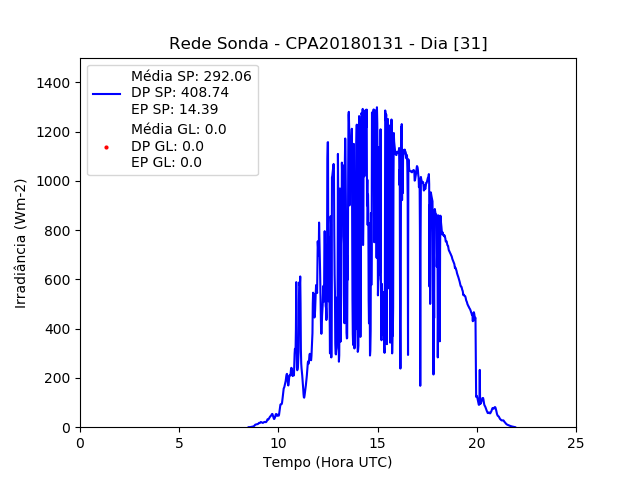 Rede Sonda - CPA20180131 - Dia [31]
Média SP: 292.06
DP SP: 408.74
EP SP: 14.39
Média GL: 0.0
DP GL: 0.0
EP GL: 0.0
1400
1200
1000
800
600
400
200
0
Irradiância (Wm-2)
0 5 10 15 20 25
Tempo (Hora UTC)